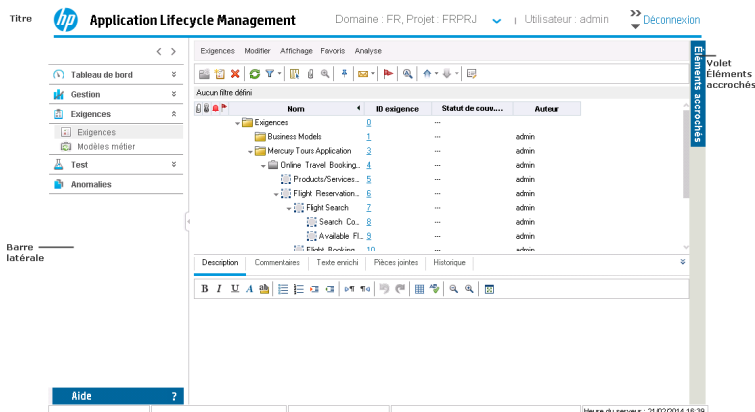 Titre
hp Application Lifecycle Management Domaine : FR, Projet : FRPRJ Utilisateur : admin Déconnexion
Exigences Modifier Affichage Favoris Analyse
Tableau de bord
Gestion
Exigences
Exigences
Modèles métier
Test
Anomalies
Aucun filtre défini
Nom ID exigence Statut de couv.... Auteur
Exigences 0 ---
Business Models 1 --- admin
Mercury Tours Application 3 --- admin
Online Travel Booking... 4 --- admin
Products/Services... 5 --- admin
Flight Reservation... 6 --- admin
Flight Search 7 --- admin
Search Co... 8 --- admin
Available Fl... 9 --- admin
Flight Booking 10 --- admin
Description Commentaires Texte enrichi Pièces jointes Historique
B I U A ab
Éléments accrochés
Volet
Éléments
accrochés
Barre
latérale
Aide ?
Heure du serveur : 21/02/2014 16:39